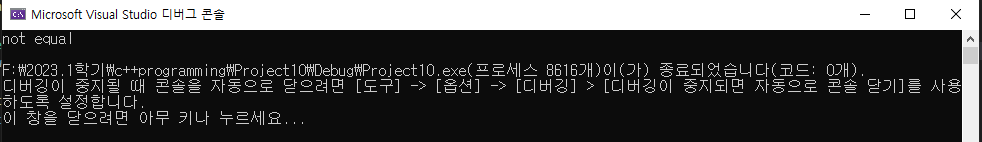 Microsoft Visual Studio 디버그 콘솔
not equal
F:\2023.1학기\c++programming\Project10\Debug\Project10.exe(프로세스 8616개)이(가) 종료되었습니다(코드: 0개).
디버깅이 중지될 때 콘솔을 자동으로 닫으려면 [도구] -> [옵션] -> [디버깅] > [디버깅이 중지되면 자동으로 콘솔 닫기]를 사용
하도록 설정합니다.
이 창을 닫으려면 아무 키나 누르세요...